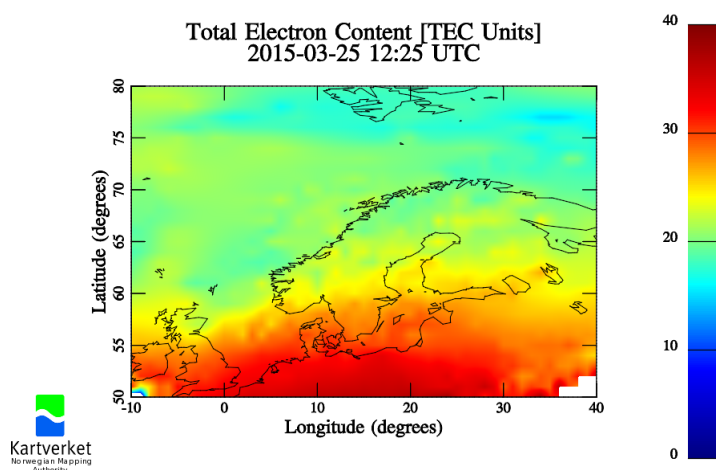 Total Electron Content [TEC Units]
2015-03-25 12:25 UTC
40
30
20
10
0
80
75
70
65
60
55
50
Latitude (degrees)
-10
0
10
20
30
40
Longitude (degrees)
Kartverket
Norwegian Mapping
Authority